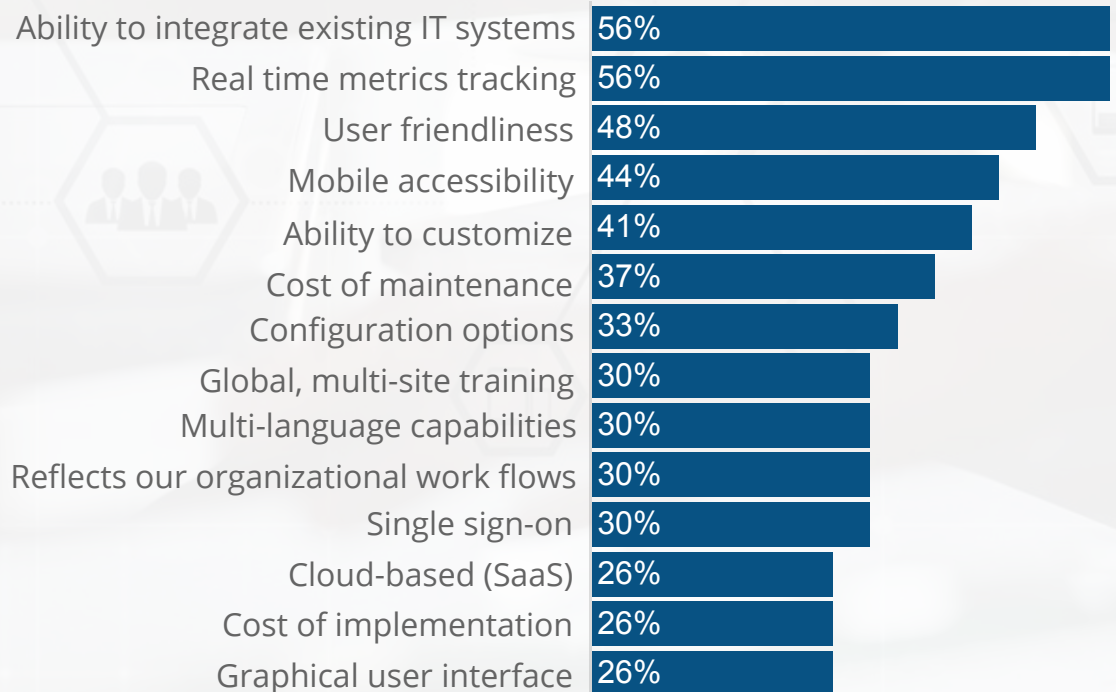 Ability to integrate existing IT systems 56%
Real time metrics tracking 56%
User friendliness 48%
Mobile accessibility 44%
Ability to customize 41%
Cost of maintenance 37%
Configuration options 33%
Global, multi-site training 30%
Multi-language capabilities 30%
Reflects our organizational work flows 30%
Single sign-on 30%
Cloud-based (SaaS) 26%
Cost of implementation 26%
Graphical user interface 26%